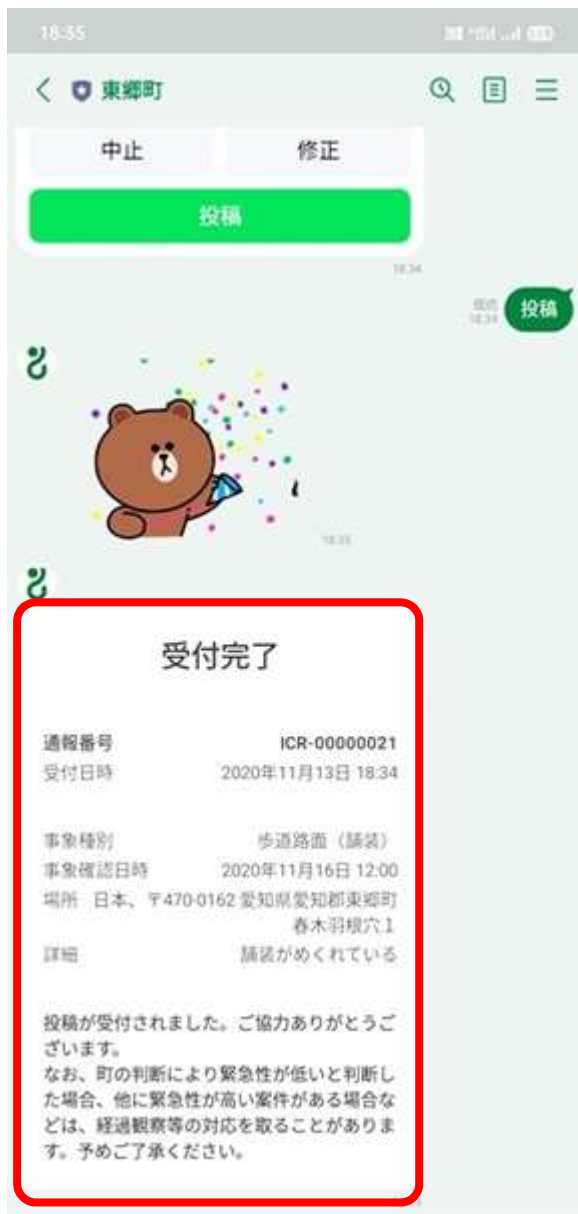 18:55
東郷町
中止 修正
投稿
18:34
既読
18:34
投稿
18:35
受付完了
通報番号 ICR-00000021
受付日時 2020年11月13日 18:34
事象種別 歩道路面（舗装）
事象確認日時 2020年11月16日 12:00
場所 日本、〒470-0162 愛知県愛知郡東郷町
春木羽根穴１
詳細 舗装がめくれている
投稿が受付されました。ご協力ありがとうご
ざいます。
なお、町の判断により緊急性が低いと判断し
た場合、他に緊急性が高い案件がある場合な
どは、経過観察等の対応を取ることがありま
す。予めご了承ください。